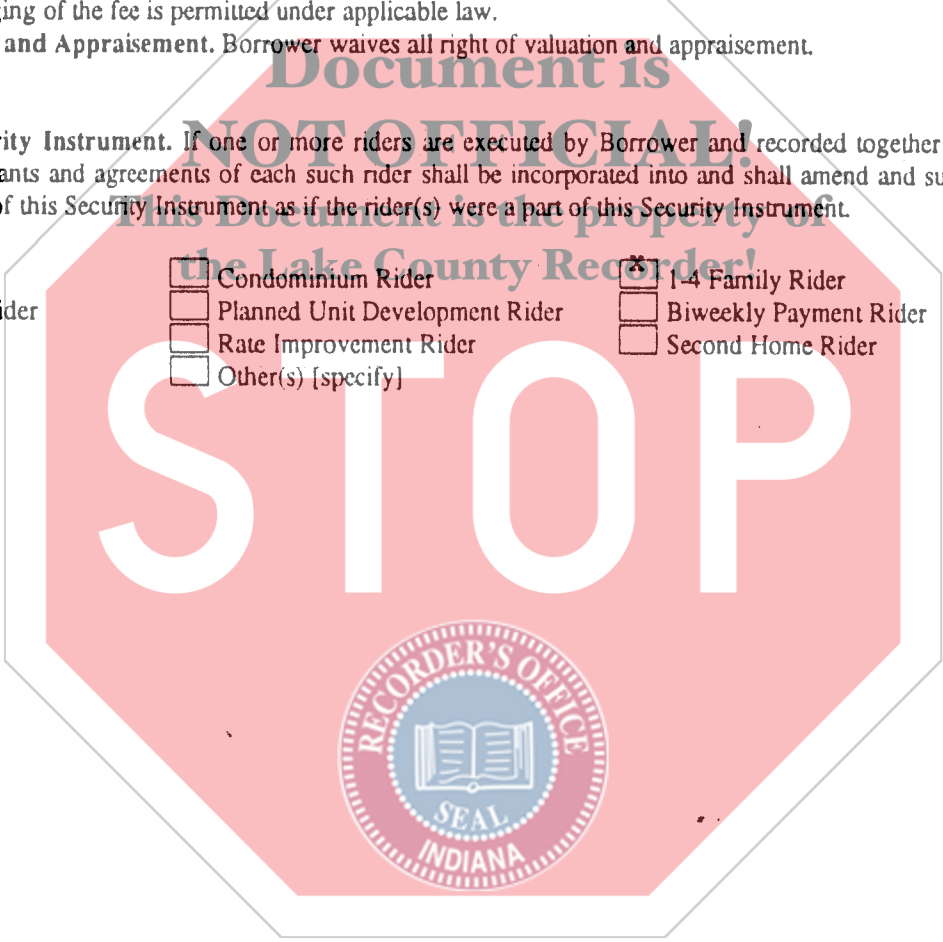 ging of the fee is permitted under applicable law.
and Appraisement. Borrower waives all right of valuation and appraisement.
Document is
NOT OFFICIAL!
This Document is the property of
the Lake County Recorder!
rity Instrument. If one or more riders are executed by Borrower and recorded together
ants and agreements of each such rider shall be incorporated into and shall amend and su
of this Security Instrument as if the rider(s) were a part of this Security Instrument.
Condominium Rider
x 1-4 Family Rider
ider
Planned Unit Development Rider
Biweekly Payment Rider
Rate Improvement Rider
Second Home Rider
Other(s) [specify]
STOP
RECORDER'S OFFICE
SEAL
INDIANA